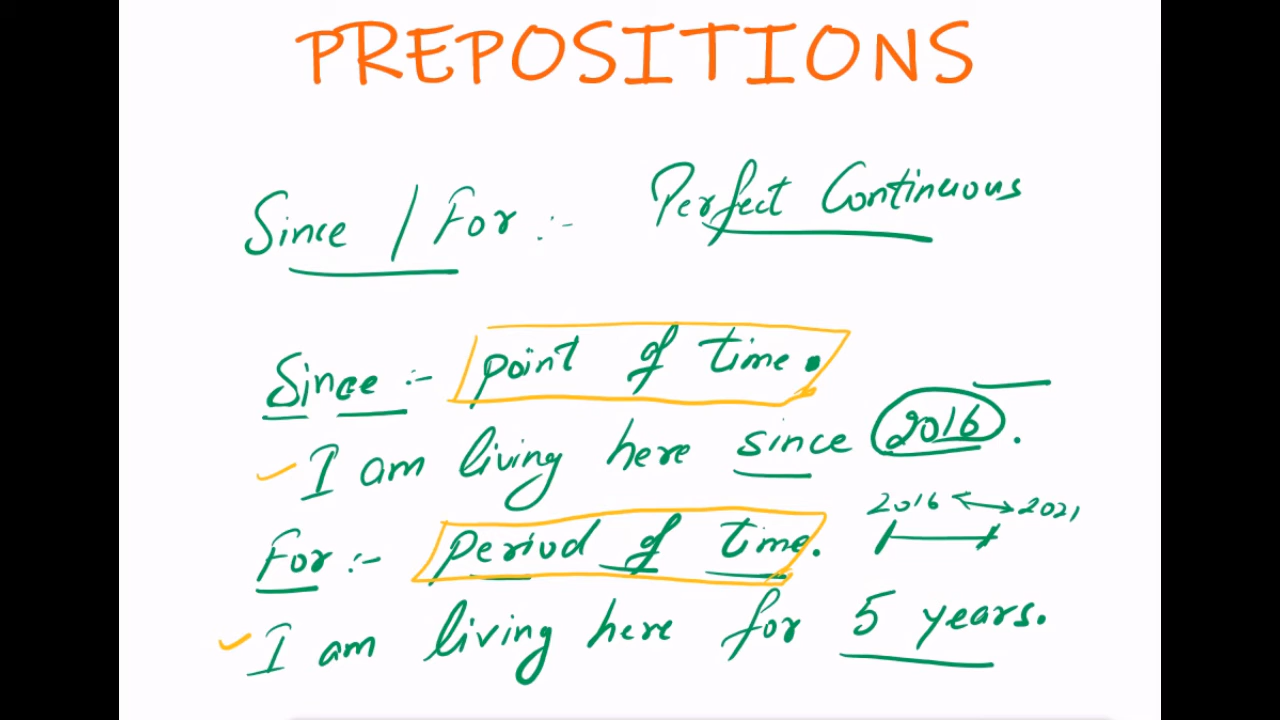 PREPOSITIONS
Since / For :- Perfect Continuous
Since :- point of time.
I am living here since 2016.
2016 ↔ 2021
For :- period of time.
I am living here for 5 years.